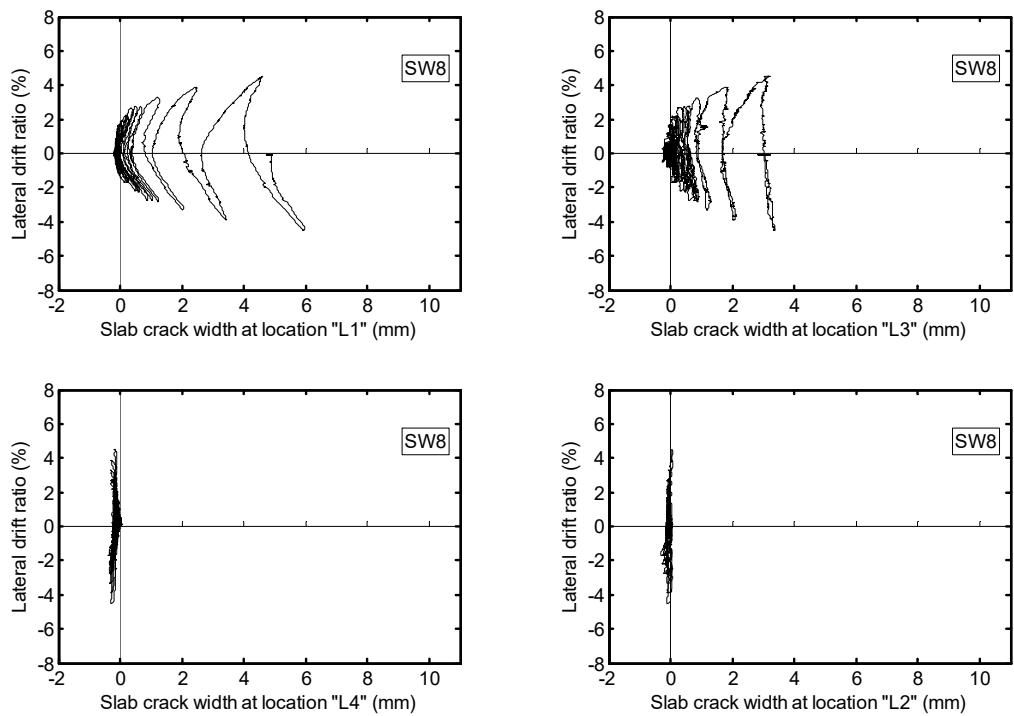 8
6
4
2
0
-2
-4
-6
-8
Lateral drift ratio (%)
SW8
-2 0 2 4 6 8 10
Slab crack width at location "L1" (mm)
8
6
4
2
0
-2
-4
-6
-8
Lateral drift ratio (%)
SW8
-2 0 2 4 6 8 10
Slab crack width at location "L3" (mm)
8
6
4
2
0
-2
-4
-6
-8
Lateral drift ratio (%)
SW8
-2 0 2 4 6 8 10
Slab crack width at location "L4" (mm)
8
6
4
2
0
-2
-4
-6
-8
Lateral drift ratio (%)
SW8
-2 0 2 4 6 8 10
Slab crack width at location "L2" (mm)